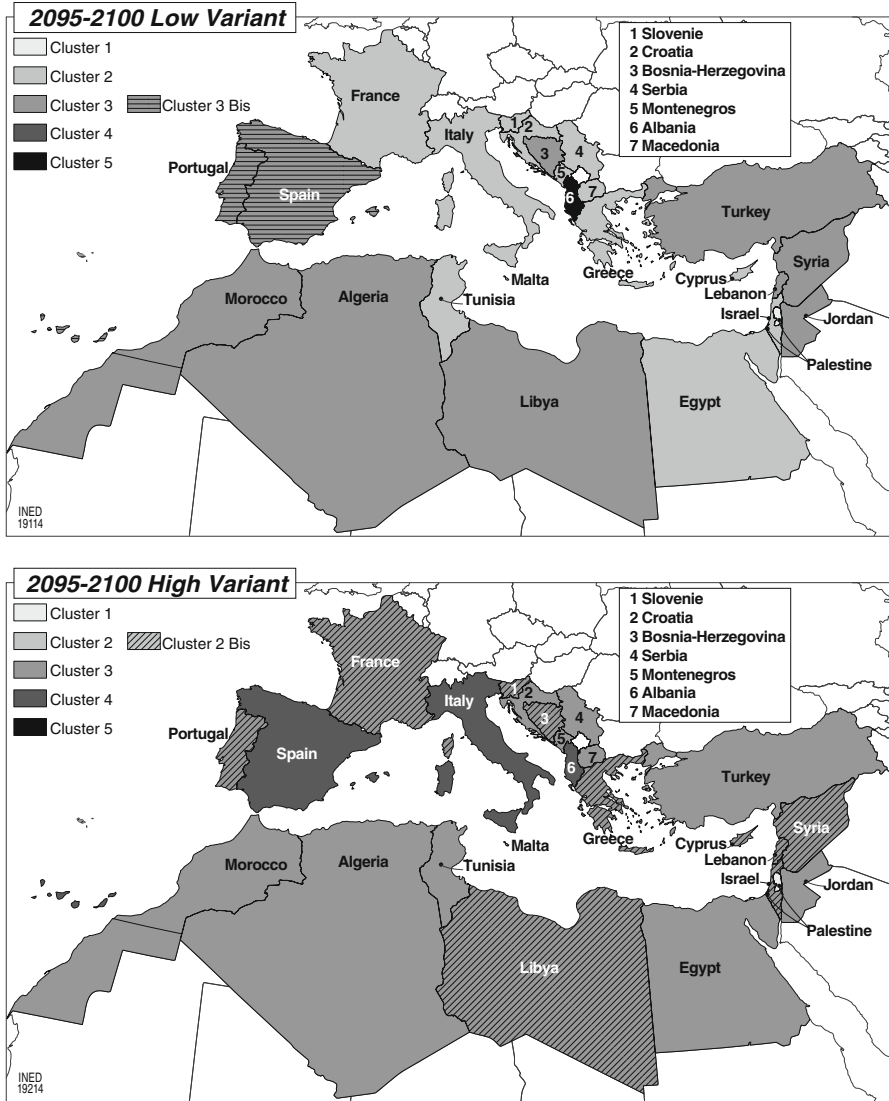 2095-2100 Low Variant
Cluster 1
Cluster 2
Cluster 3
Cluster 3 Bis
Cluster 4
Cluster 5
1 Slovenie
2 Croatia
3 Bosnia-Herzegovina
4 Serbia
5 Montenegros
6 Albania
7 Macedonia
France
Italy
1
2
3
4
5
6
7
Portugal
Spain
Turkey
Greece
Malta
Cyprus
Syria
Lebanon
Israel
Jordan
Palestine
Tunisia
Morocco
Algeria
Libya
Egypt
INED
19114
2095-2100 High Variant
Cluster 1
Cluster 2
Cluster 2 Bis
Cluster 3
Cluster 4
Cluster 5
1 Slovenie
2 Croatia
3 Bosnia-Herzegovina
4 Serbia
5 Montenegros
6 Albania
7 Macedonia
France
Italy
1
2
3
4
5
6
7
Portugal
Spain
Turkey
Greece
Malta
Cyprus
Syria
Lebanon
Israel
Jordan
Palestine
Tunisia
Morocco
Algeria
Libya
Egypt
INED
19214